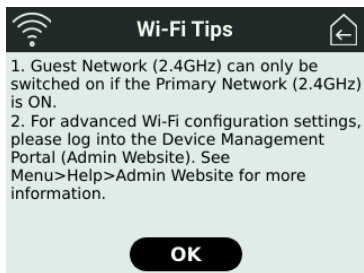 Wi-Fi Tips
1. Guest Network (2.4GHz) can only be
switched on if the Primary Network (2.4GHz)
is ON.
2. For advanced Wi-Fi configuration settings,
please log into the Device Management
Portal (Admin Website). See
Menu>Help>Admin Website for more
information.
OK